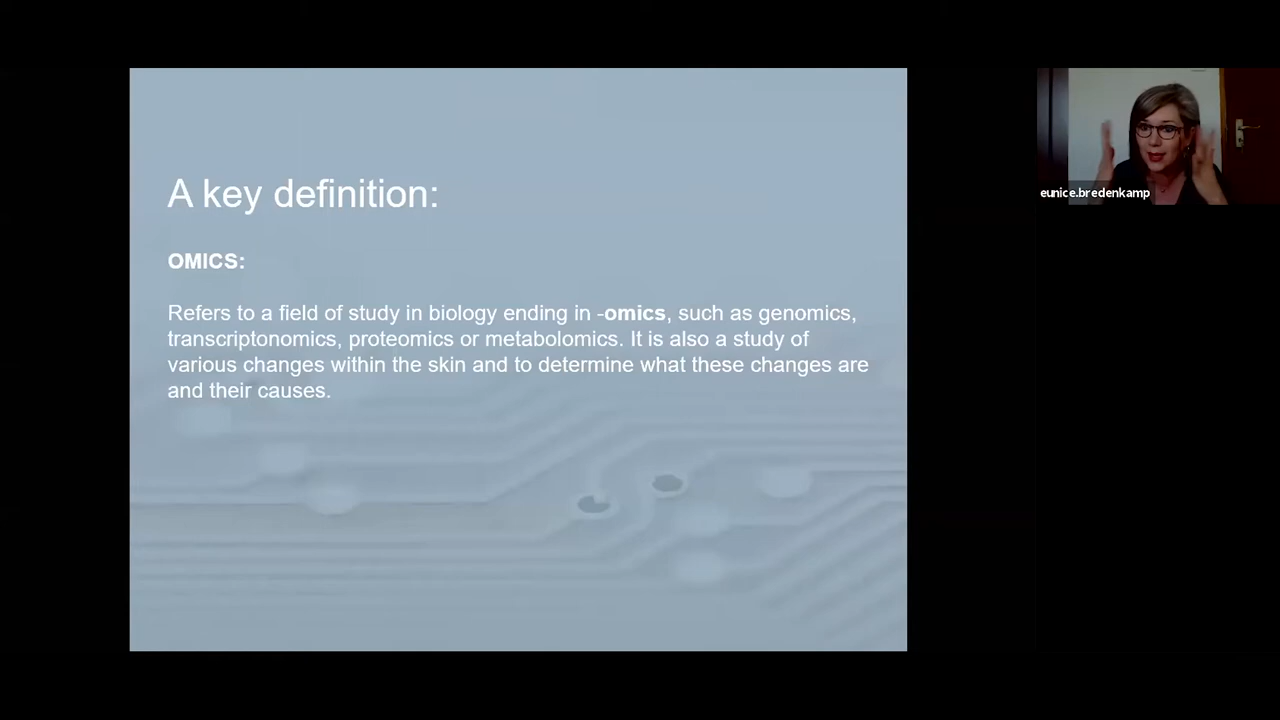 A key definition:
OMICS:
Refers to a field of study in biology ending in -omics, such as genomics,
transcriptonomics, proteomics or metabolomics. It is also a study of
various changes within the skin and to determine what these changes are
and their causes.
eunice.bredenkamp